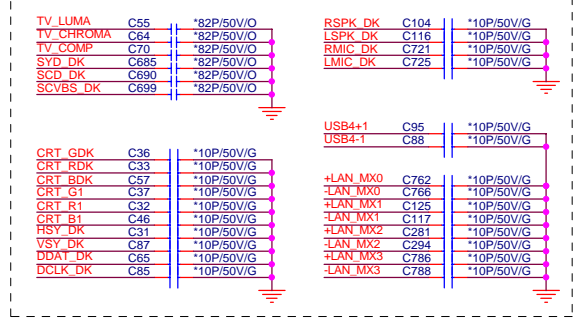 TV_LUMA C55 *82P/50V/O
TV_CHROMA C64 *82P/50V/O
TV_COMP C70 *82P/50V/O
SYD_DK C685 *82P/50V/O
SCD_DK C690 *82P/50V/O
SCVBS_DK C699 *82P/50V/O
RSPK_DK C104 *10P/50V/G
LSPK_DK C116 *10P/50V/G
RMIC_DK C721 *10P/50V/G
LMIC_DK C725 *10P/50V/G
USB4+1 C95 *10P/50V/G
USB4-1 C88 *10P/50V/G
CRT_GDK C36 *10P/50V/G
CRT_RDK C33 *10P/50V/G
CRT_BDK C57 *10P/50V/G
CRT_G1 C37 *10P/50V/G
CRT_R1 C32 *10P/50V/G
CRT_B1 C46 *10P/50V/G
HSY_DK C31 *10P/50V/G
VSY_DK C87 *10P/50V/G
DDAT_DK C65 *10P/50V/G
DCLK_DK C85 *10P/50V/G
+LAN_MX0 C762 *10P/50V/G
-LAN_MX0 C766 *10P/50V/G
+LAN_MX1 C125 *10P/50V/G
-LAN_MX1 C117 *10P/50V/G
+LAN_MX2 C281 *10P/50V/G
-LAN_MX2 C294 *10P/50V/G
+LAN_MX3 C786 *10P/50V/G
-LAN_MX3 C788 *10P/50V/G